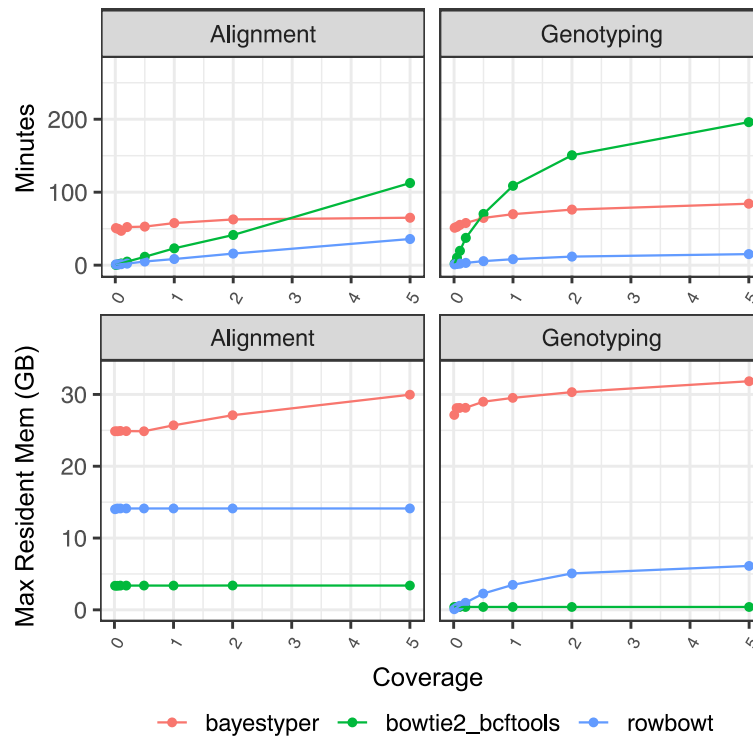 Alignment Genotyping
Minutes
200
100
0
0 1 2 3 4 5 0 1 2 3 4 5
Alignment Genotyping
Max Resident Mem (GB)
30
20
10
0
0 1 2 3 4 5 0 1 2 3 4 5
Coverage
bayestyper bowtie2_bcftools rowbowt